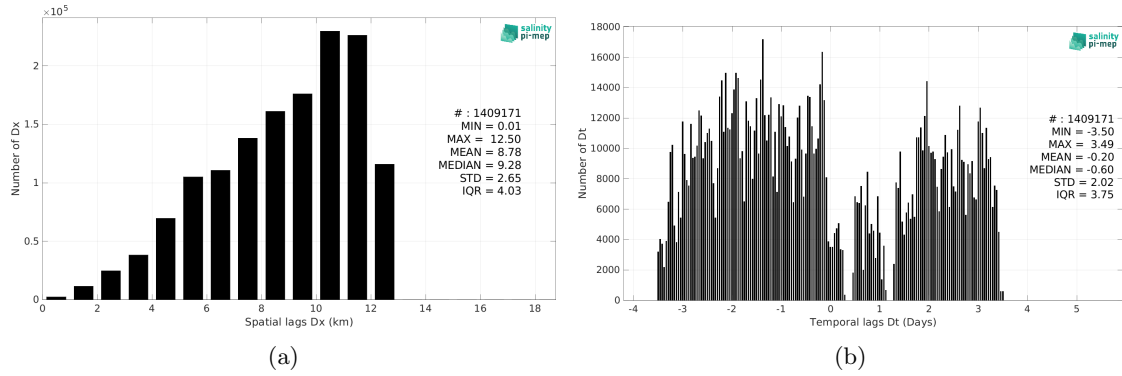 ×10⁵
salinity
pi-mep
2
1.5
1
0.5
0
Number of Dx
# : 1409171
MIN = 0.01
MAX = 12.50
MEAN = 8.78
MEDIAN = 9.28
STD = 2.65
IQR = 4.03
0 2 4 6 8 10 12 14 16 18
Spatial lags Dx (km)
(a)
salinity
pi-mep
18000
16000
14000
12000
10000
8000
6000
4000
2000
0
Number of Dt
# : 1409171
MIN = -3.50
MAX = 3.49
MEAN = -0.20
MEDIAN = -0.60
STD = 2.02
IQR = 3.75
-4 -3 -2 -1 0 1 2 3 4 5
Temporal lags Dt (Days)
(b)